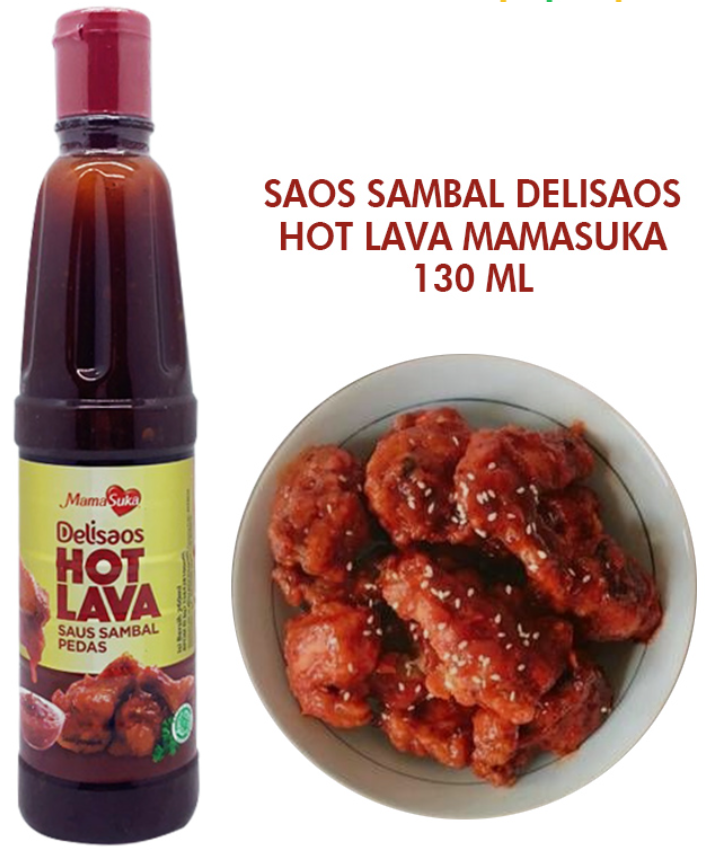 SAOS SAMBAL DELISAOS
HOT LAVA MAMASUKA
130 ML
MamaSuka
Delisaos
HOT
LAVA
SAUS SAMBAL
PEDAS